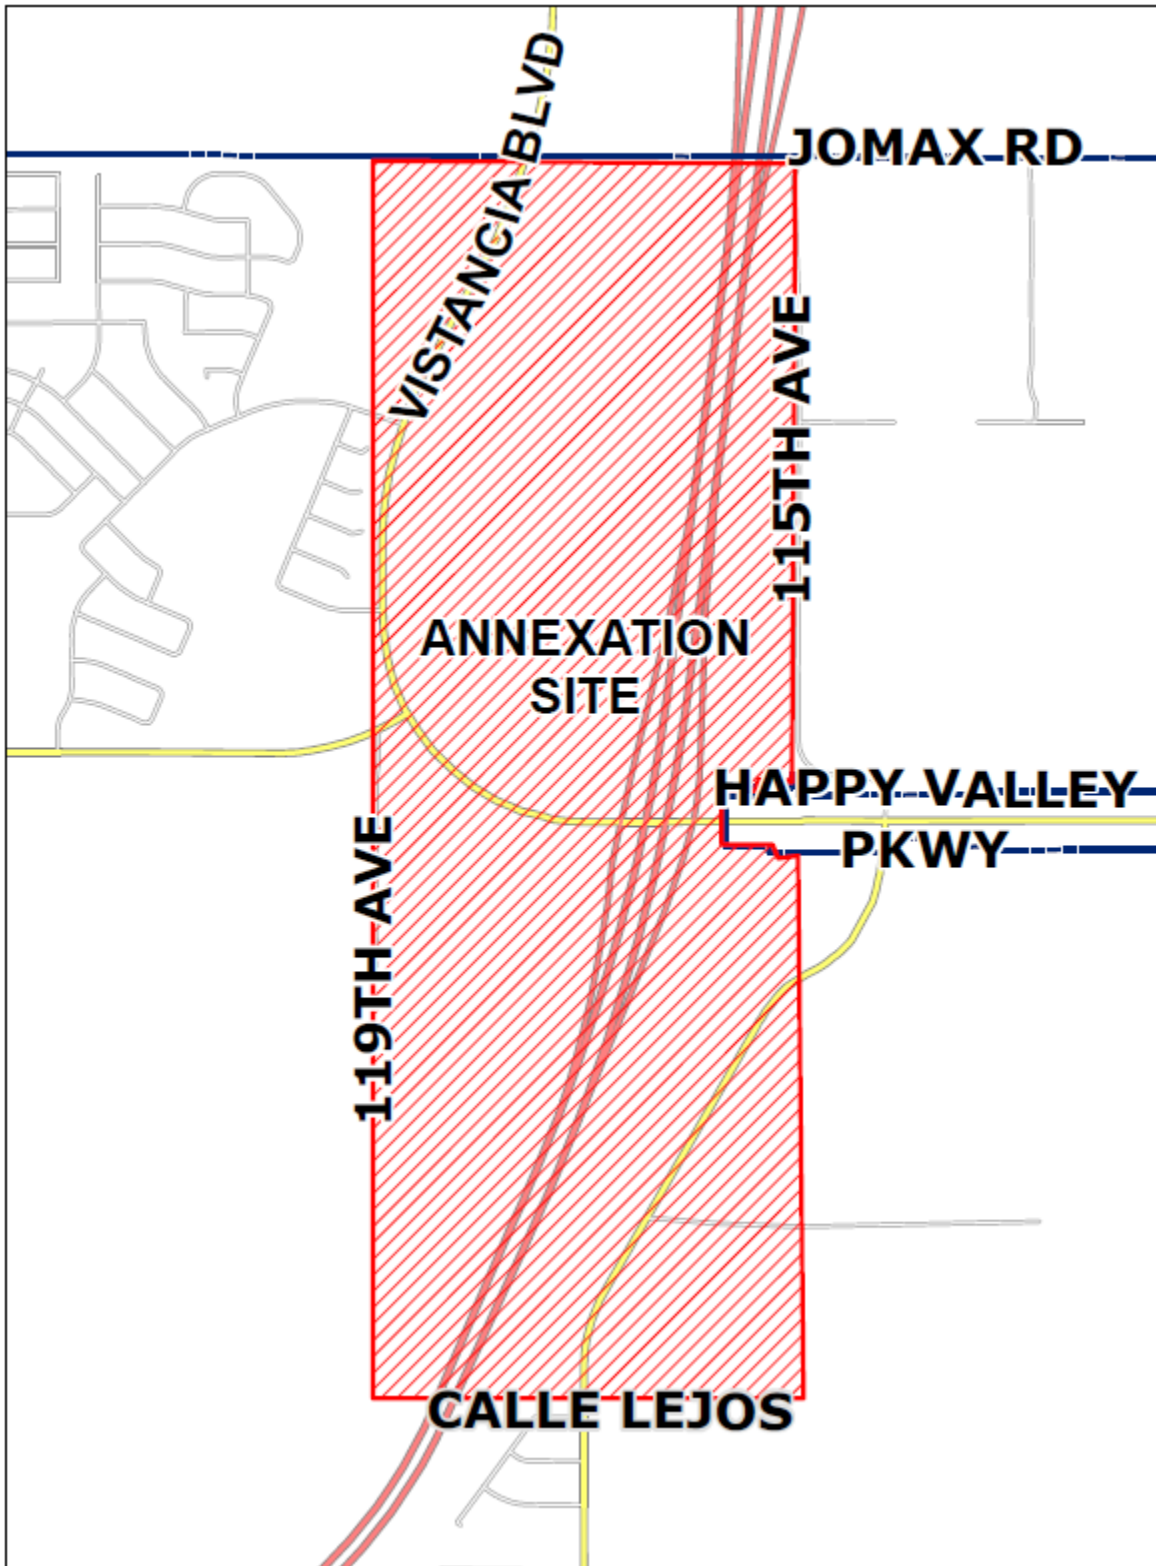 VISTANCIA BLVD
JOMAX RD
115TH AVE
ANNEXATION
SITE
HAPPY VALLEY
PKWY
119TH AVE
CALLE LEJOS